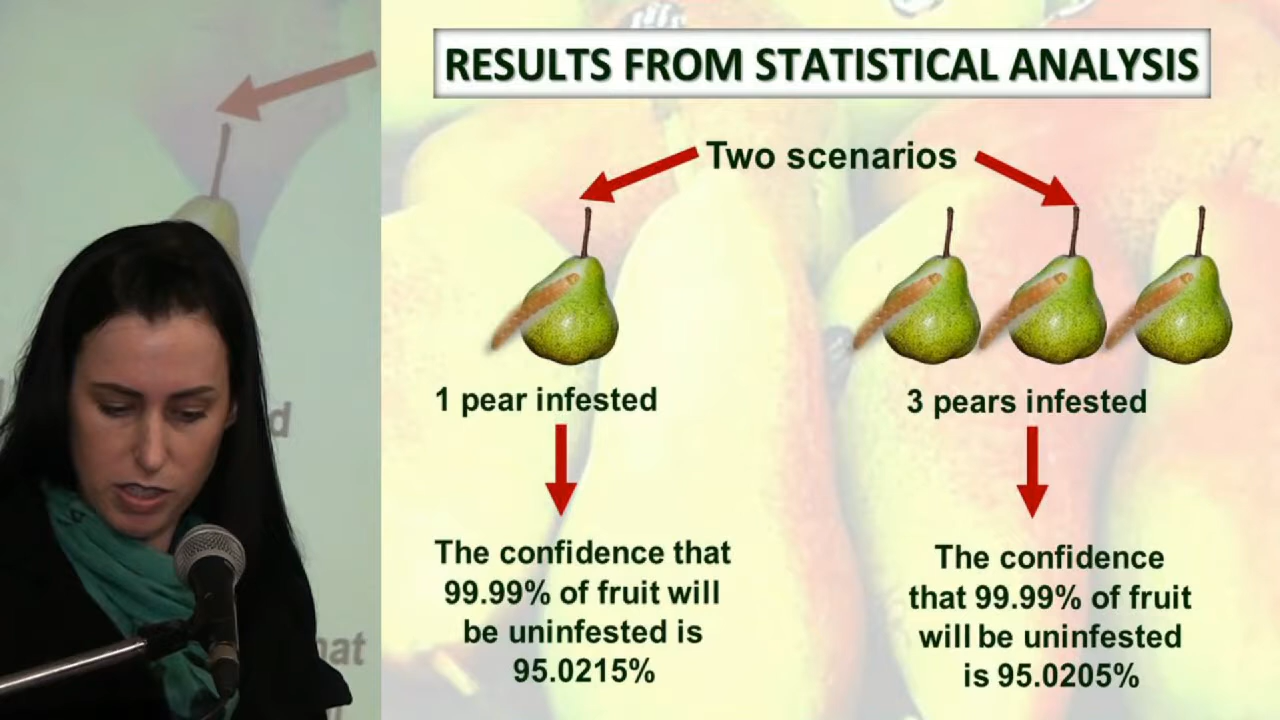 RESULTS FROM STATISTICAL ANALYSIS
Two scenarios
1 pear infested
3 pears infested
The confidence that
99.99% of fruit will
be uninfested is
95.0215%
The confidence
that 99.99% of fruit
will be uninfested
is 95.0205%